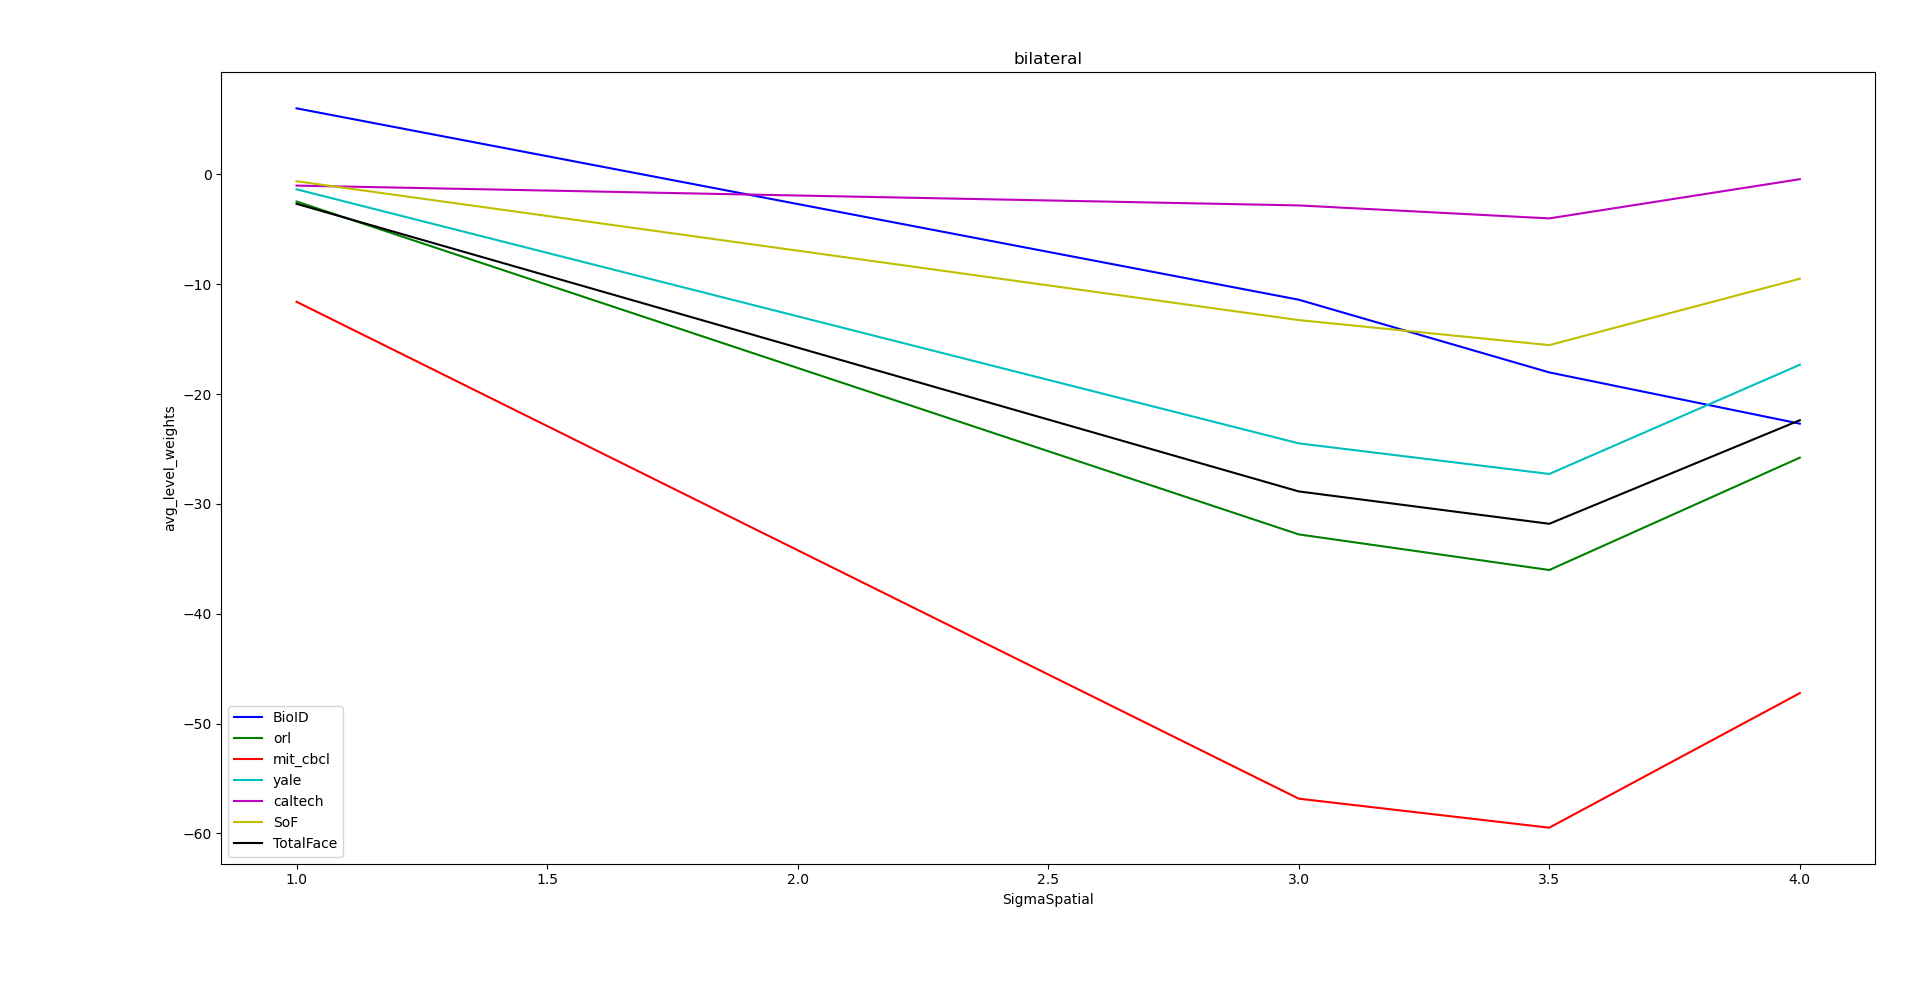 bilateral
avg_level_weights
0
−10
−20
−30
−40
−50
−60
BioID
orl
mit_cbcl
yale
caltech
SoF
TotalFace
1.0 1.5 2.0 2.5 3.0 3.5 4.0
SigmaSpatial